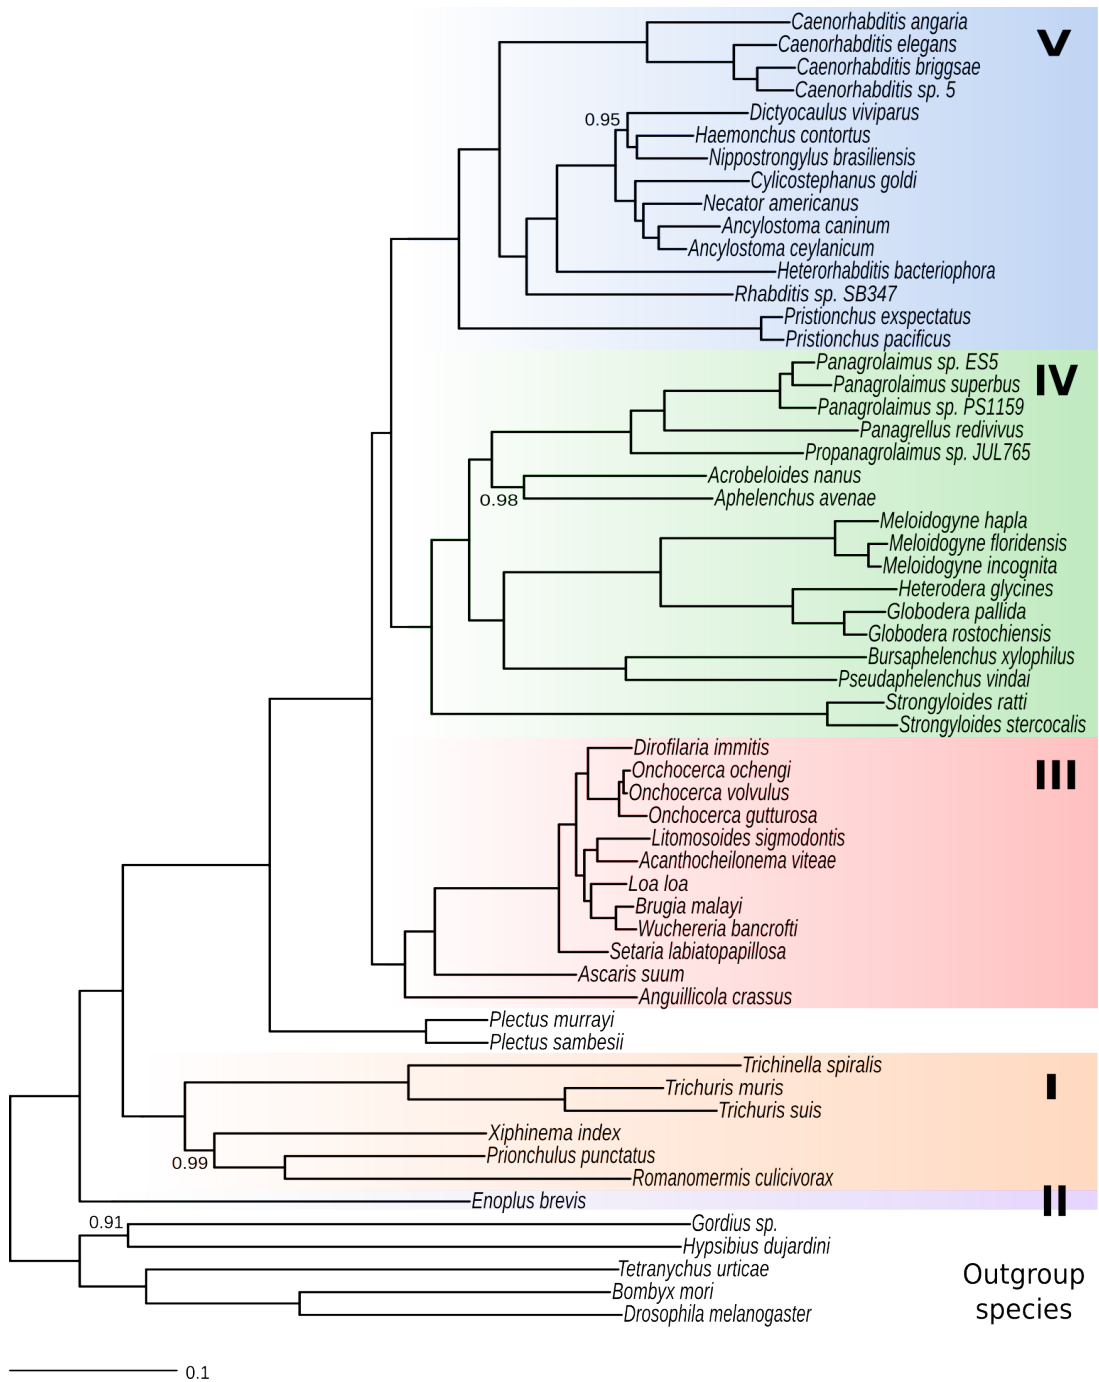 Caenorhabditis angaria
V
Caenorhabditis elegans
Caenorhabditis briggsae
Caenorhabditis sp. 5
Dictyocaulus viviparus
0.95
Haemonchus contortus
Nippostrongylus brasiliensis
Cylicostephanus goldi
Necator americanus
Ancylostoma caninum
Ancylostoma ceylanicum
Heterorhabditis bacteriophora
Rhabditis sp. SB347
Pristionchus exspectatus
Pristionchus pacificus
Panagrolaimus sp. ES5
IV
Panagrolaimus superbus
Panagrolaimus sp. PS1159
Panagrellus redivivus
Propanagrolaimus sp. JUL765
Acrobeloides nanus
0.98
Aphelenchus avenae
Meloidogyne hapla
Meloidogyne floridensis
Meloidogyne incognita
Heterodera glycines
Globodera pallida
Globodera rostochiensis
Bursaphelenchus xylophilus
Pseudaphelenchus vindai
Strongyloides ratti
Strongyloides stercocalis
Dirofilaria immitis
III
Onchocerca ochengi
Onchocerca volvulus
Onchocerca gutturosa
Litomosoides sigmodontis
Acanthocheilonema viteae
Loa loa
Brugia malayi
Wuchereria bancrofti
Setaria labiatopapillosa
Ascaris suum
Anguillicola crassus
Plectus murrayi
Plectus sambesii
Trichinella spiralis
I
Trichuris muris
Trichuris suis
Xiphinema index
Prionchulus punctatus
0.99
Romanomermis culicivorax
Enoplus brevis
II
0.91
Gordius sp.
Hypsibius dujardini
Tetranychus urticae
Outgroup
species
Bombyx mori
Drosophila melanogaster
0.1